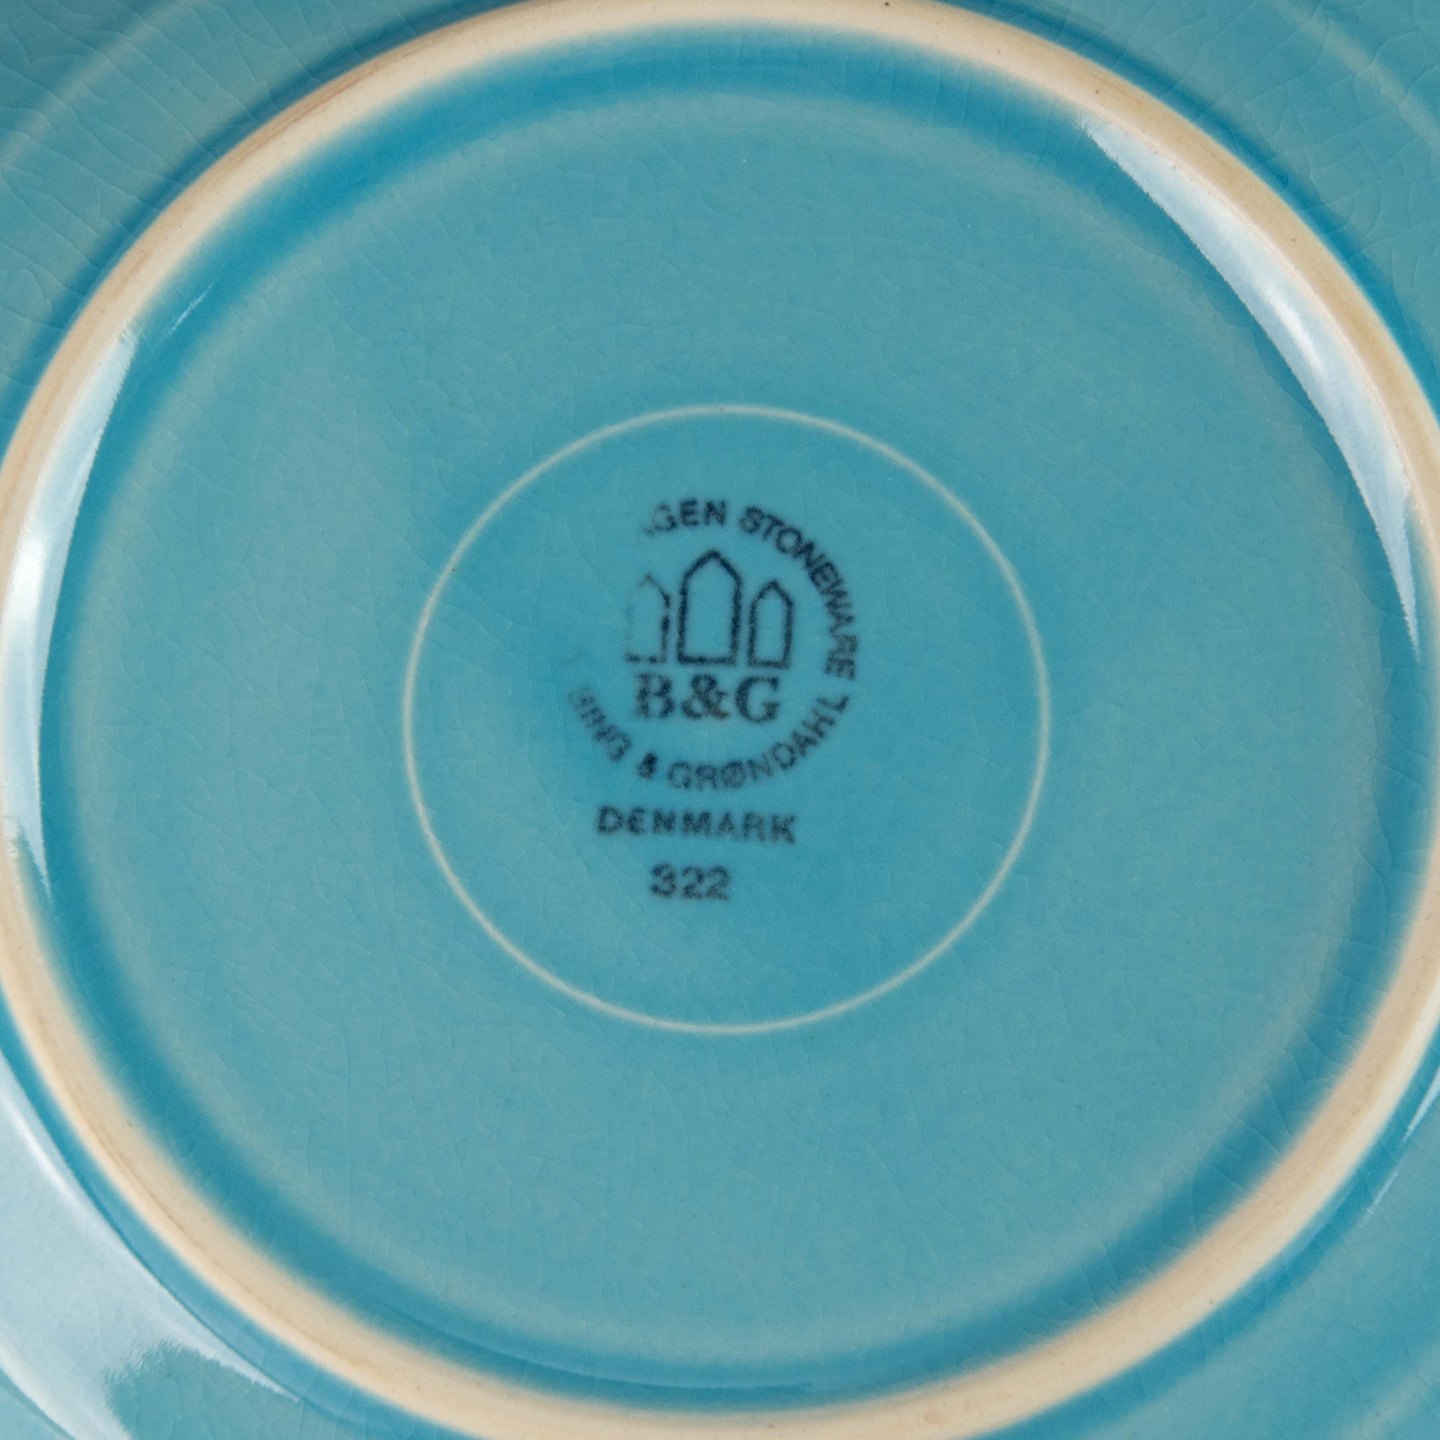 GEN STONEWARE
B&G
BING & GRØNDAHL
DENMARK
322